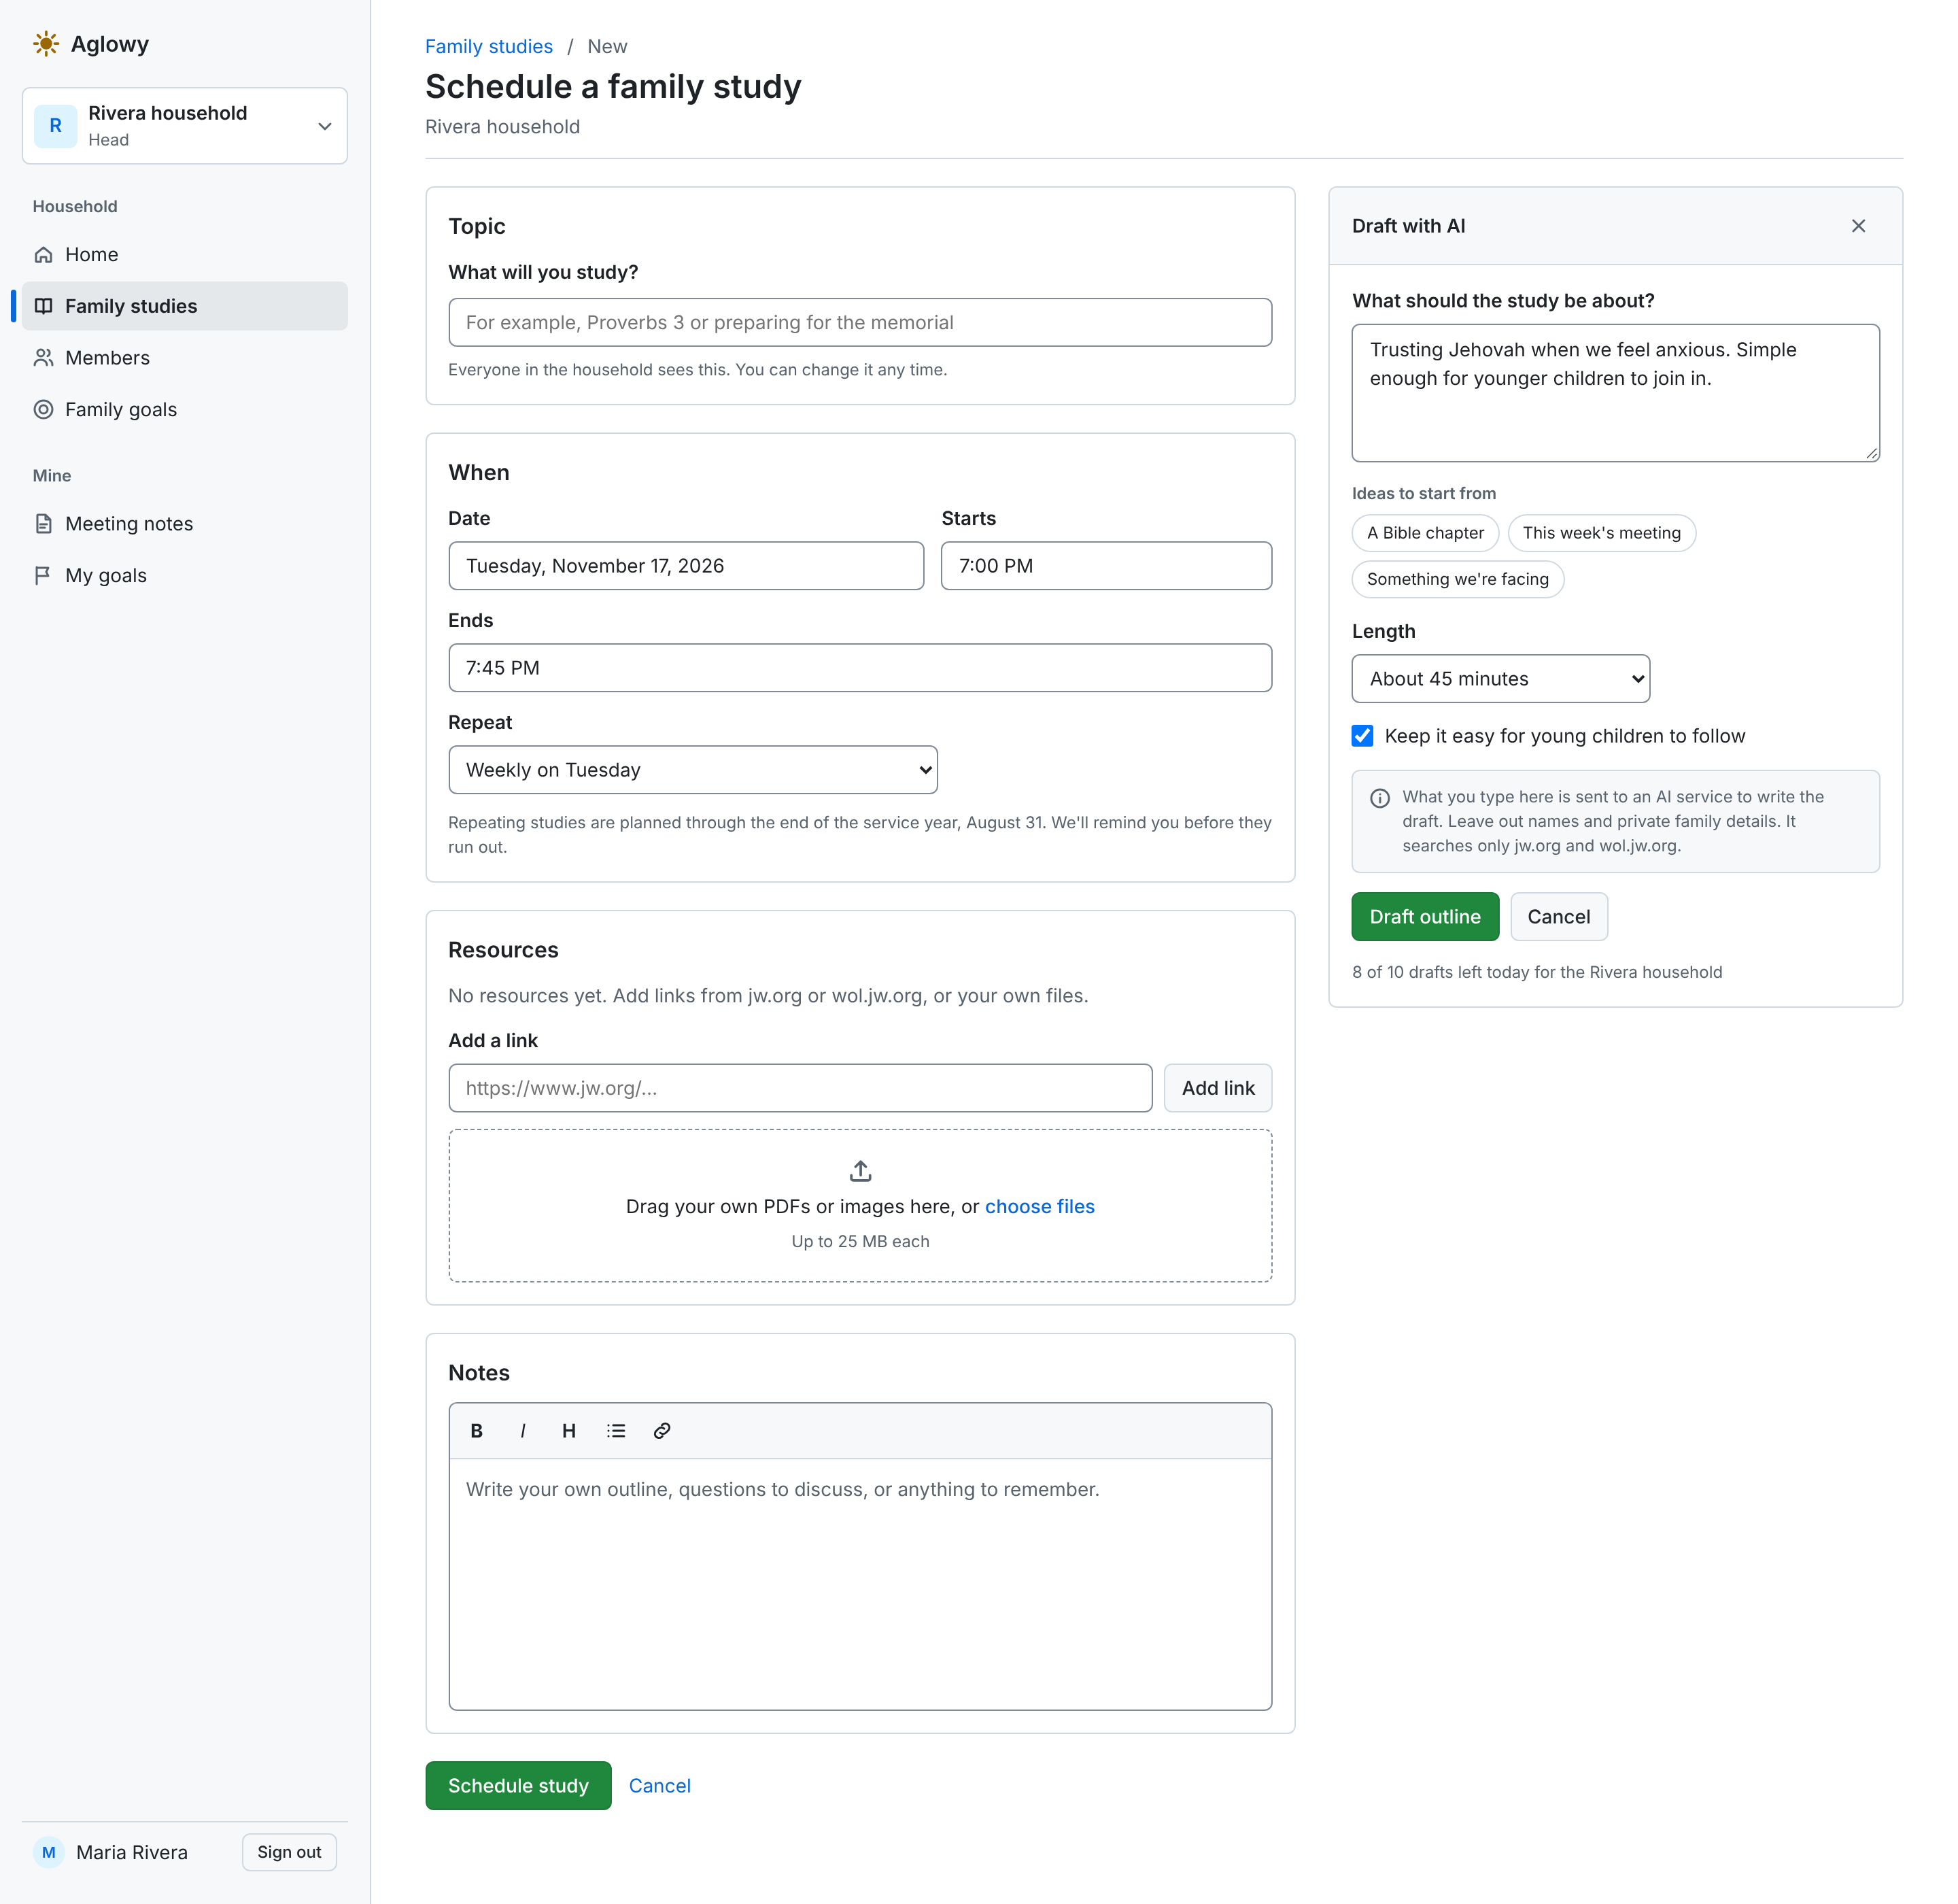 Aglowy
R
Rivera household
Head
Household
Home
Family studies
Members
Family goals
Mine
Meeting notes
My goals
M
Maria Rivera
Sign out
Family studies / New
Schedule a family study
Rivera household
Topic
What will you study?
For example, Proverbs 3 or preparing for the memorial
Everyone in the household sees this. You can change it any time.
When
Date
Starts
Tuesday, November 17, 2026
7:00 PM
Ends
7:45 PM
Repeat
Weekly on Tuesday
Repeating studies are planned through the end of the service year, August 31. We'll remind you before they
run out.
Resources
No resources yet. Add links from jw.org or wol.jw.org, or your own files.
Add a link
https://www.jw.org/...
Add link
Drag your own PDFs or images here, or choose files
Up to 25 MB each
Notes
B I H
Write your own outline, questions to discuss, or anything to remember.
Schedule study
Cancel
Draft with AI
What should the study be about?
Trusting Jehovah when we feel anxious. Simple
enough for younger children to join in.
Ideas to start from
A Bible chapter
This week's meeting
Something we're facing
Length
About 45 minutes
Keep it easy for young children to follow
What you type here is sent to an AI service to write the
draft. Leave out names and private family details. It
searches only jw.org and wol.jw.org.
Draft outline
Cancel
8 of 10 drafts left today for the Rivera household